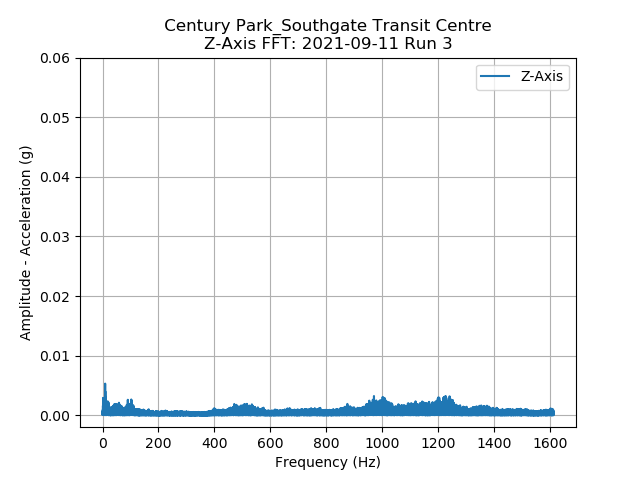 Century Park_Southgate Transit Centre
Z-Axis FFT: 2021-09-11 Run 3
Z-Axis
0.06
0.05
0.04
0.03
0.02
0.01
0.00
Amplitude - Acceleration (g)
0 200 400 600 800 1000 1200 1400 1600
Frequency (Hz)